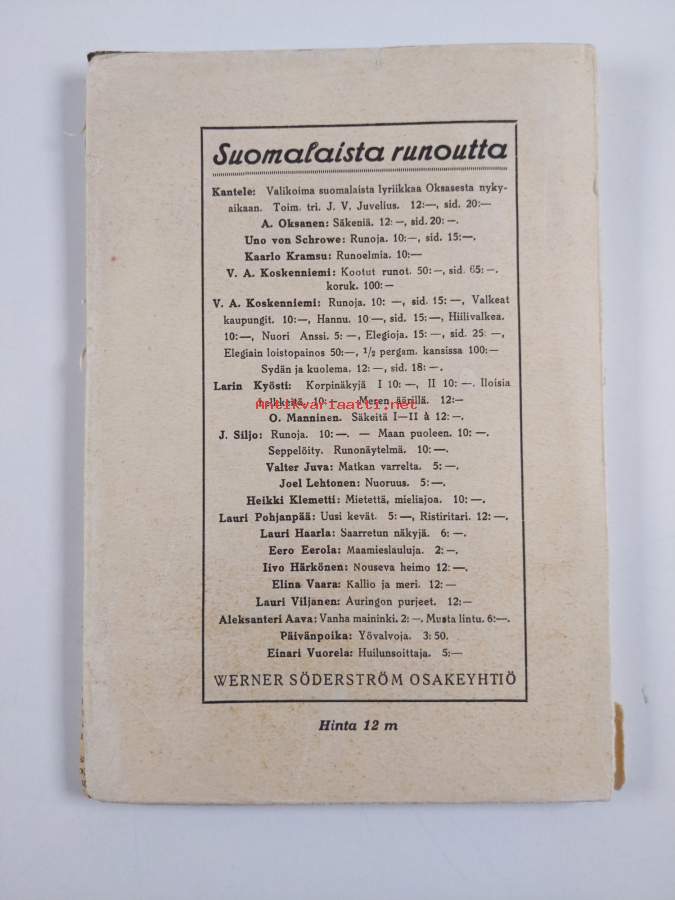 Suomalaista runoutta
Kantele: Valikoima suomalaista lyriikkaa Oksasesta nyky-
aikaan. Toim. tri. J. V. Juvelius. 12:—, sid. 20:—
A. Oksanen: Säkeniä. 12:—, sid. 20:—.
Uno von Schrowe: Runoja. 10:—, sid. 15:—.
Kaarlo Kramsu: Runoelmia. 10:—
V. A. Koskenniemi: Kootut runot. 50:—, sid. 65:—.
koruk. 100:—
V. A. Koskenniemi: Runoja. 10: —, sid. 15: —, Valkeat
kaupungit. 10:—, Hannu. 10 —, sid. 15:—, Hiilivalkea.
10:—, Nuori Anssi. 5: —, Elegioja. 15: —, sid. 25: —,
Elegiain loistopainos 50:—, 1/2 pergam. kansissa 100:—
Sydän ja kuolema. 12: —, sid. 18: —.
Larin Kyösti: Korpinäkyjä I 10: —, II 10: —. Iloisia
helkkeitä. 10: — Meren äärillä. 12:—
Antikvariaatti.net
O. Manninen. Säkeitä I—II à 12: —.
J. Siljo: Runoja. 10: —. — Maan puoleen. 10: —.
Seppelöity. Runonäytelmä. 10: —.
Valter Juva: Matkan varrelta. 5: —.
Joel Lehtonen: Nuoruus. 5: —.
Heikki Klemetti: Mietettä, mieliajoa. 10: —.
Lauri Pohjanpää: Uusi kevät. 5: —, Ristiritari. 12: —.
Lauri Haarla: Saarretun näkyjä. 6: —.
Eero Eerola: Maamieslauluja. 2: —.
Iivo Härkönen: Nouseva heimo 12: —.
Elina Vaara: Kallio ja meri. 12: —
Lauri Viljanen: Auringon purjeet. 12:—
Aleksanteri Aava: Vanha maininki. 2: —. Musta lintu. 6:—.
Päivänpoika: Yövalvoja. 3: 50.
Einari Vuorela: Huilunsoittaja. 5:—
WERNER SÖDERSTRÖM OSAKEYHTIÖ
Hinta 12 m